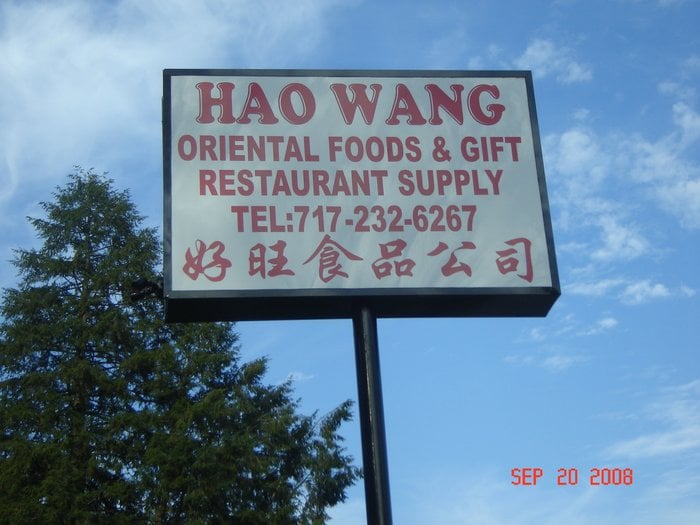 HAO WANG
ORIENTAL FOODS & GIFT
RESTAURANT SUPPLY
TEL:717-232-6267
好旺食品公司
SEP 20 2008